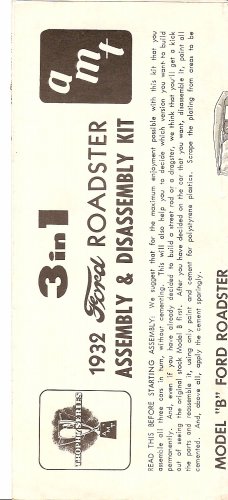 amt
3 in 1
1932 Ford ROADSTER
ASSEMBLY & DISASSEMBLY KIT
TROPHY SERIES
READ THIS BEFORE STARTING ASSEMBLY: We suggest that for the maximum enjoyment possible with this kit that you
assemble all three cars in turn, without cementing. This will also help you to decide which version you want to build
permanently. And, even if you have already decided to build a street rod or a dragster, we think that you'll get a kick
out of seeing the original stock Model B first. After you have decided on the car that you want, disassemble it, paint all
the parts and reassemble it, using only paint and cement for polystyrene plastics. Scrape the plating from areas to be
cemented. And, above all, apply the cement sparingly.
MODEL "B" FORD ROADSTER